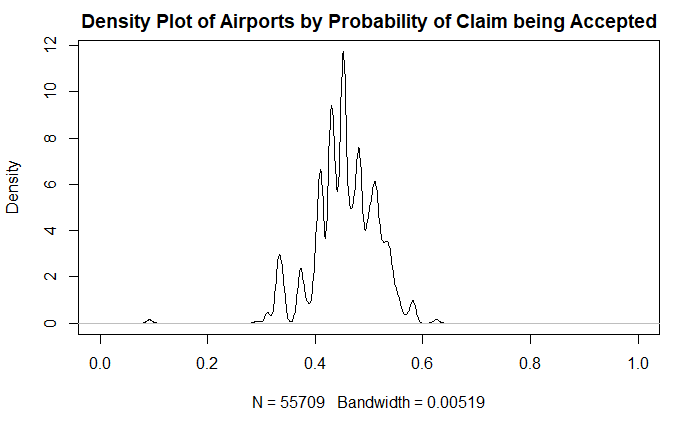 Density Plot of Airports by Probability of Claim being Accepted
Density
12
10
8
6
4
2
0
0.0 0.2 0.4 0.6 0.8 1.0
N = 55709 Bandwidth = 0.00519